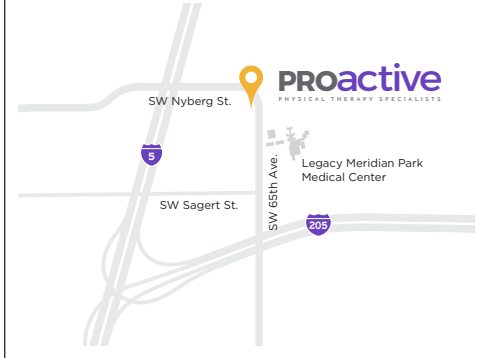 PROactive
PHYSICAL THERAPY SPECIALISTS
SW Nyberg St.
5
Legacy Meridian Park
Medical Center
SW 65th Ave.
SW Sagert St.
205